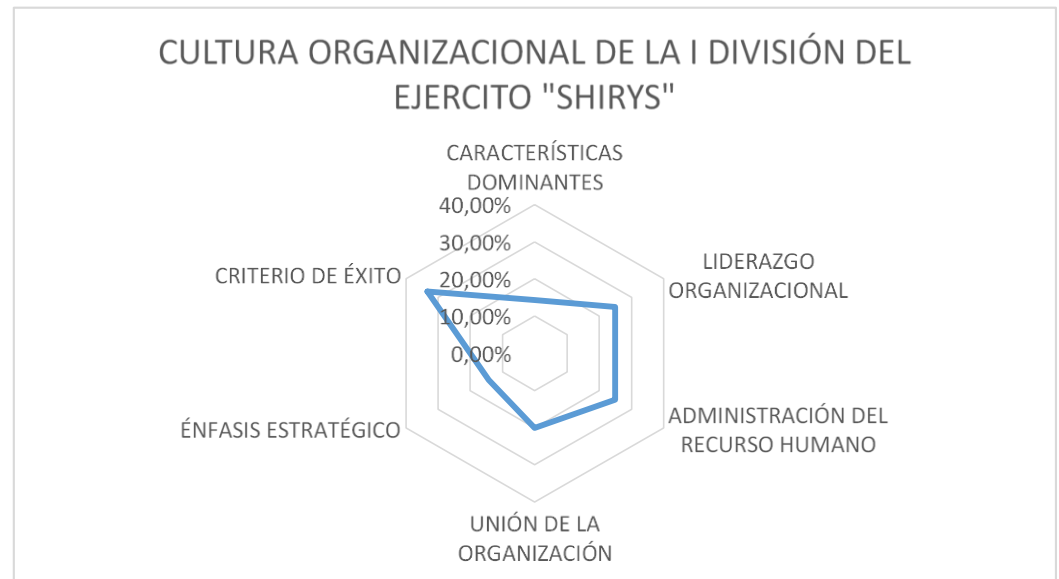 CULTURA ORGANIZACIONAL DE LA I DIVISIÓN DEL
EJERCITO "SHIRYS"
CARACTERÍSTICAS
DOMINANTES
40,00%
30,00%
20,00%
10,00%
0,00%
LIDERAZGO
ORGANIZACIONAL
ADMINISTRACIÓN DEL
RECURSO HUMANO
UNIÓN DE LA
ORGANIZACIÓN
ÉNFASIS ESTRATÉGICO
CRITERIO DE ÉXITO